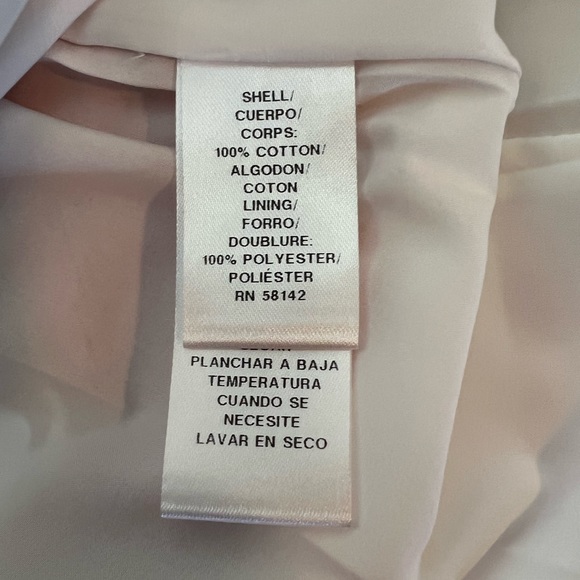 SHELL/
CUERPO/
CORPS:
100% COTTON/
ALGODON/
COTON
LINING/
FORRO/
DOUBLURE:
100% POLYESTER/
POLIÉSTER
RN 58142
PLANCHAR A BAJA
TEMPERATURA
CUANDO SE
NECESITE
LAVAR EN SECO